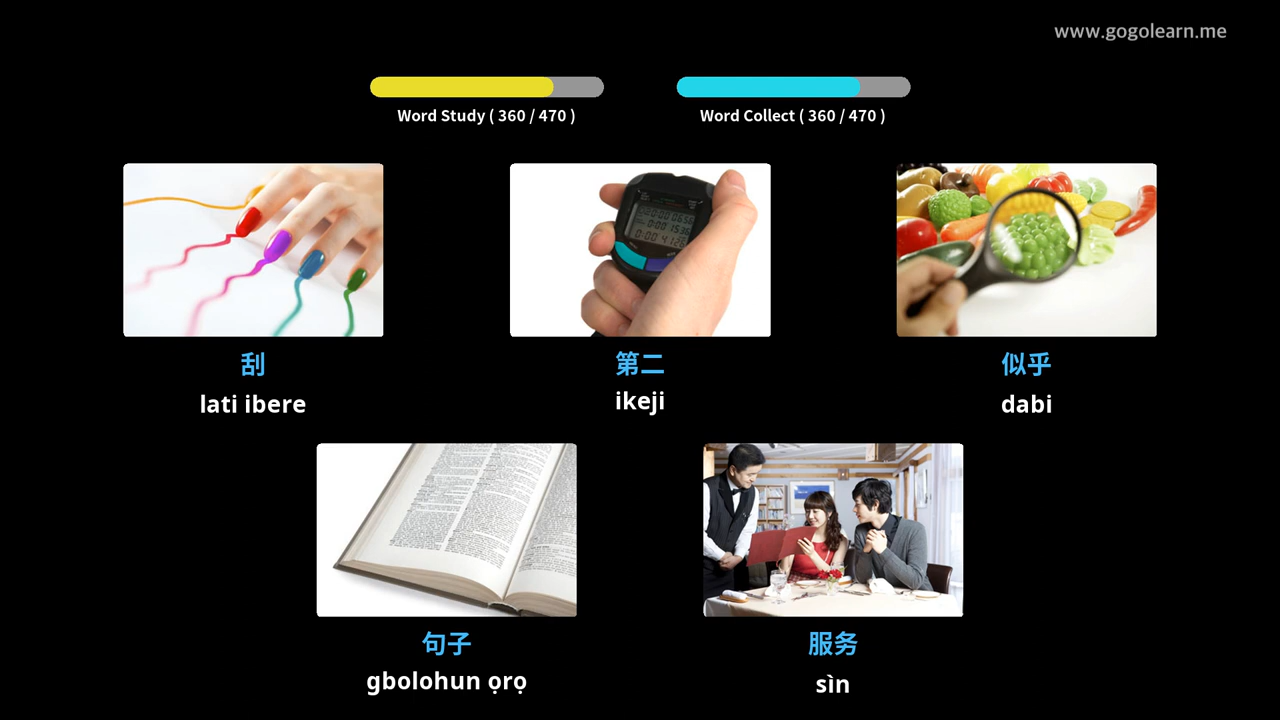 www.gogolearn.me
Word Study ( 360 / 470 )
Word Collect ( 360 / 470 )
刮
lati ibere
第二
ikeji
似乎
dabi
句子
gbolohun ọrọ
服务
sìn